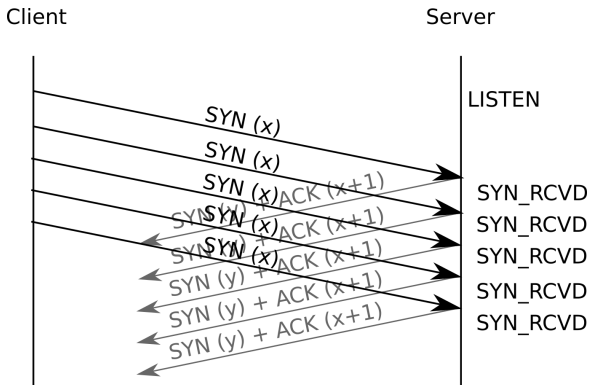 Client
Server
LISTEN
SYN (x)
SYN (x)
SYN (x)
SYN (x)
SYN (x)
SYN (y) + ACK (x+1)
SYN (y) + ACK (x+1)
SYN (y) + ACK (x+1)
SYN (y) + ACK (x+1)
SYN (y) + ACK (x+1)
SYN_RCVD
SYN_RCVD
SYN_RCVD
SYN_RCVD
SYN_RCVD